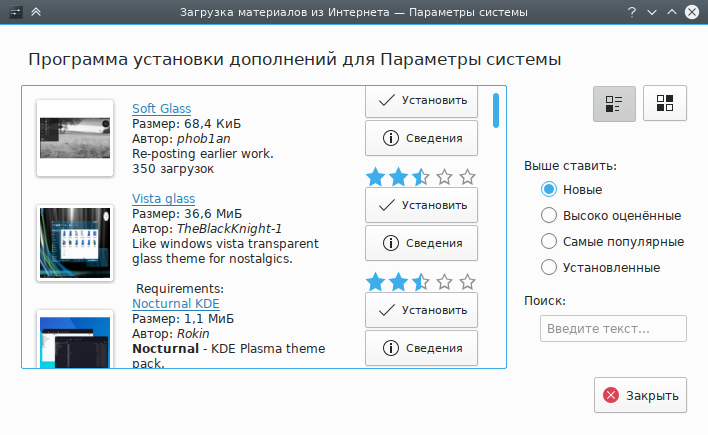 Загрузка материалов из Интернета — Параметры системы
Программа установки дополнений для Параметры системы
Soft Glass
Размер: 68,4 КиБ
Автор: phob1an
Re-posting earlier work.
350 загрузок
Установить
Сведения
Vista glass
Размер: 36,6 МиБ
Автор: TheBlackKnight-1
Like windows vista transparent
glass theme for nostalgics.
Requirements:
Установить
Сведения
Nocturnal KDE
Размер: 1,1 МиБ
Автор: Rokin
Nocturnal - KDE Plasma theme
pack.
Установить
Сведения
Выше ставить:
Новые
Высоко оценённые
Самые популярные
Установленные
Поиск:
Введите текст...
Закрыть